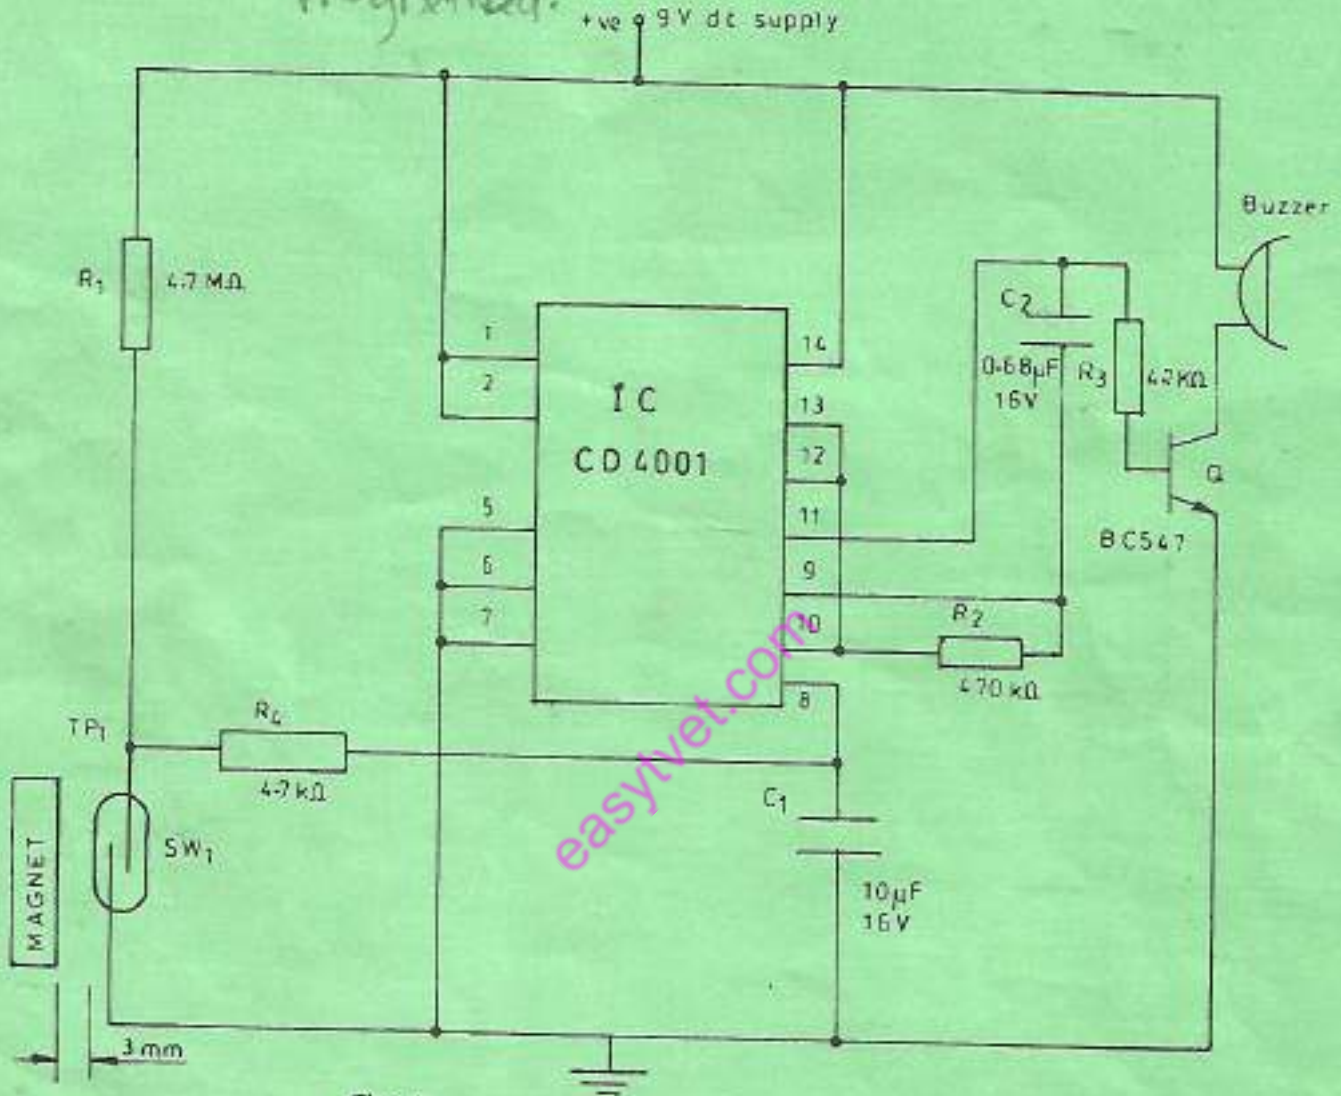 +ve 9V dc supply
R1 4.7 MΩ
Buzzer
1
2
5
6
7
IC
CD 4001
14
13
12
11
9
10
8
C2
0.68µF
16V
R3
Q
BC547
R2
470 kΩ
TP1
R4
4.7 kΩ
C1
10µF
16V
SW1
MAGNET
3 mm
easytvet.com